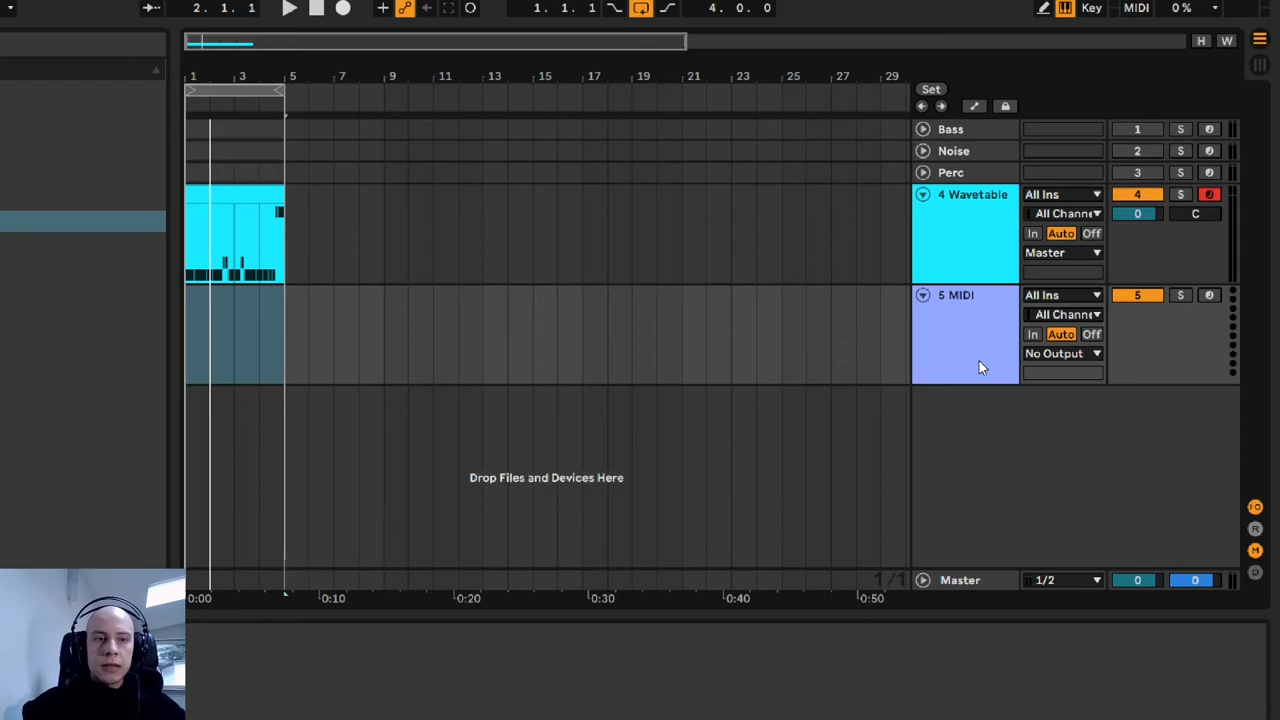 2. 1. 1
1. 1. 1
4. 0. 0
Key
MIDI
0 %
H
W
1 3 5 7 9 11 13 15 17 19 21 23 25 27 29
Set
Bass 1 S
Noise 2 S
Perc 3 S
4 Wavetable All Ins 4 S
All Channe 0 C
In Auto Off
Master
5 MIDI All Ins 5 S
All Channe
In Auto Off
No Output
Drop Files and Devices Here
I·O
R
M
D
1/1
Master 1/2 0 0
0:00 0:10 0:20 0:30 0:40 0:50